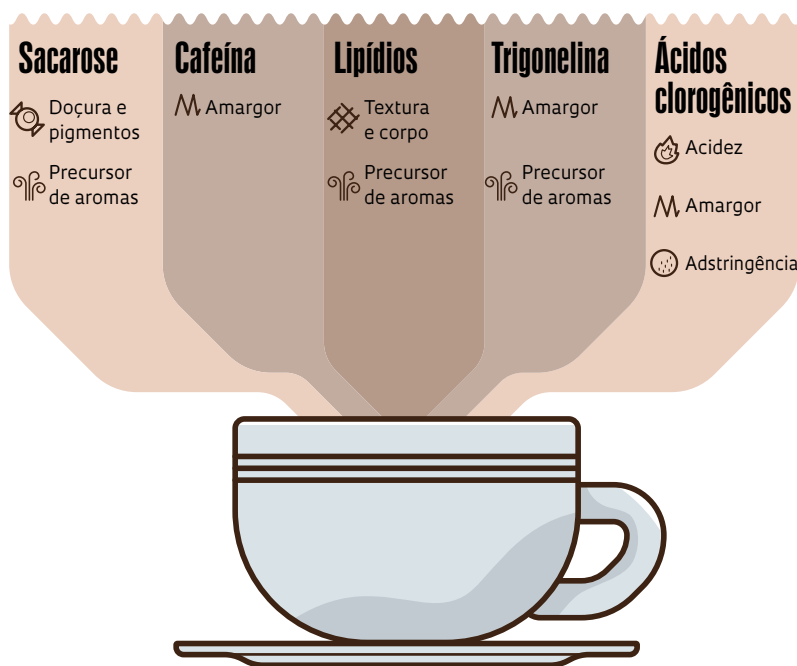 Sacarose
Doçura e
pigmentos
Precursor
de aromas
Cafeína
Amargor
Lipídios
Textura
e corpo
Precursor
de aromas
Trigonelina
Amargor
Precursor
de aromas
Ácidos
clorogênicos
Acidez
Amargor
Adstringência